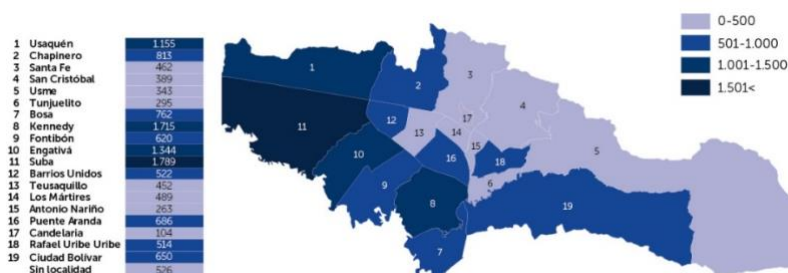 1 Usaquén 1.155
2 Chapinero 813
3 Santa Fe 462
4 San Cristóbal 389
5 Usme 343
6 Tunjuelito 295
7 Bosa 762
8 Kennedy 1.715
9 Fontibón 620
10 Engativá 1.344
11 Suba 1.789
12 Barrios Unidos 522
13 Teusaquillo 452
14 Los Mártires 489
15 Antonio Nariño 263
16 Puente Aranda 686
17 Candelaria 104
18 Rafael Uribe Uribe 514
19 Ciudad Bolívar 650
Sin localidad 526
0-500
501-1.000
1.001-1.500
1.501<
1
2
3
4
17
12
13
14
11
15
10
16
18
5
6
9
8
19
7